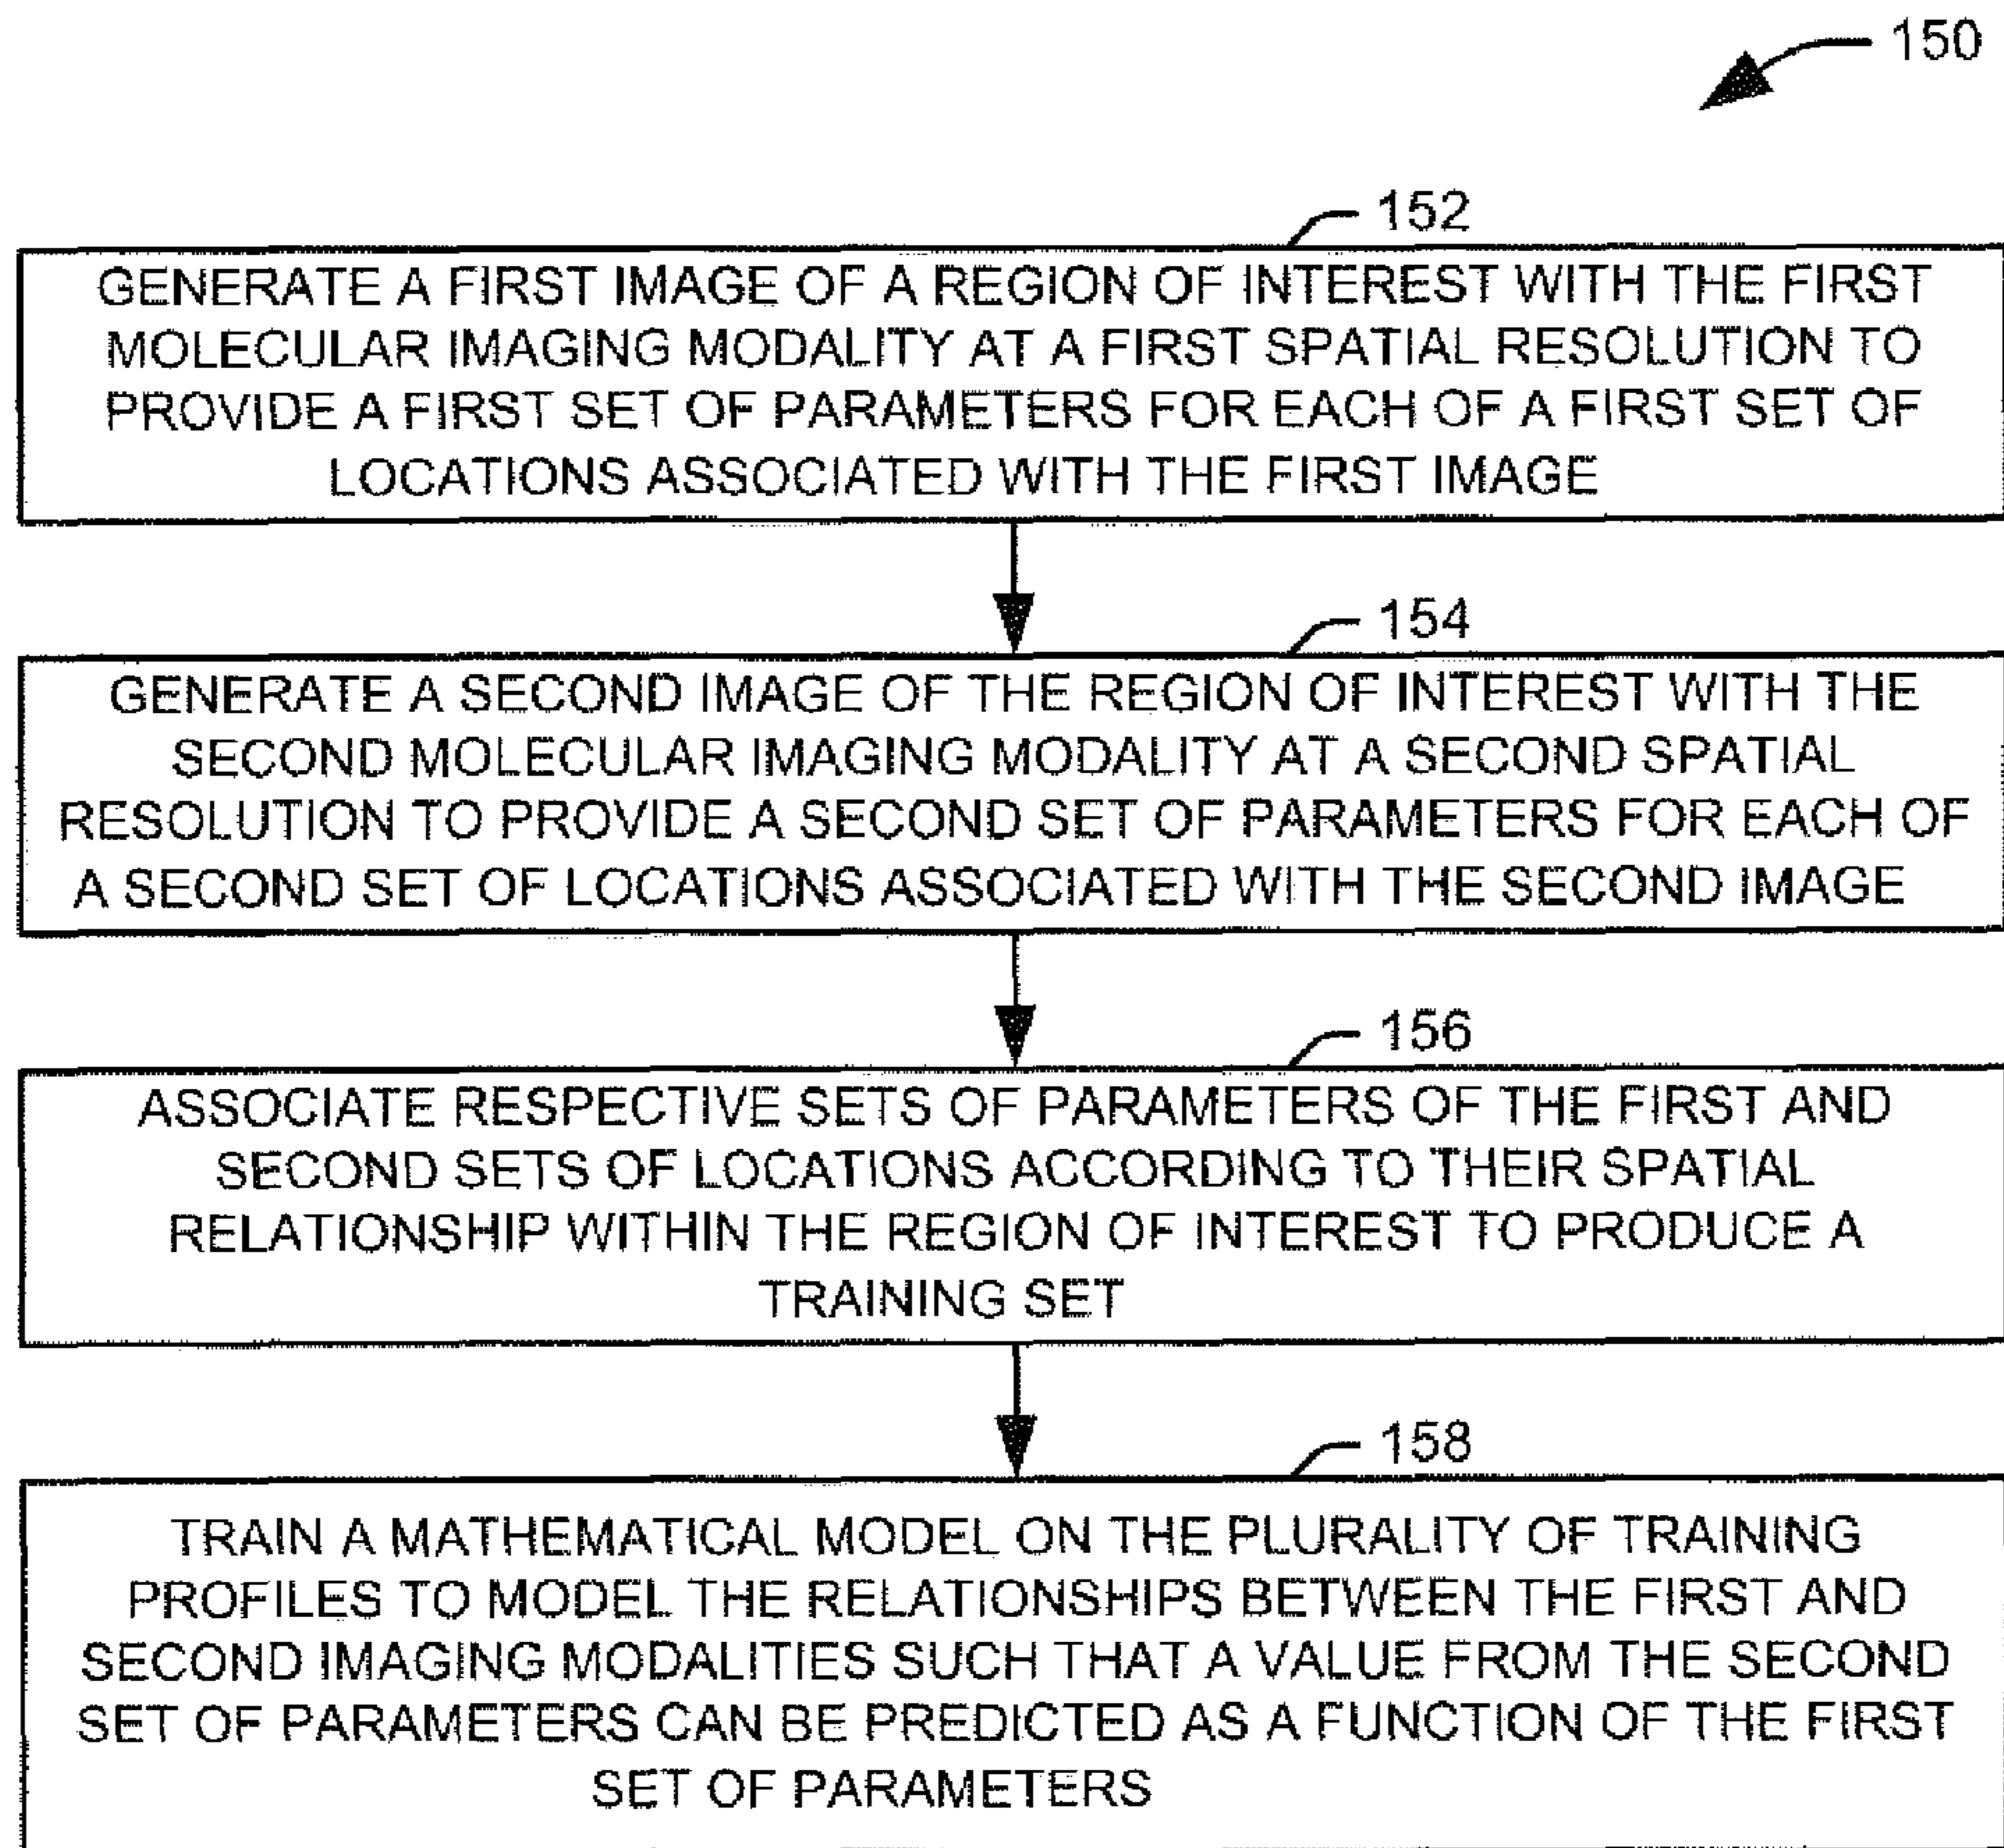 150
152
GENERATE A FIRST IMAGE OF A REGION OF INTEREST WITH THE FIRST
MOLECULAR IMAGING MODALITY AT A FIRST SPATIAL RESOLUTION TO
PROVIDE A FIRST SET OF PARAMETERS FOR EACH OF A FIRST SET OF
LOCATIONS ASSOCIATED WITH THE FIRST IMAGE
154
GENERATE A SECOND IMAGE OF THE REGION OF INTEREST WITH THE
SECOND MOLECULAR IMAGING MODALITY AT A SECOND SPATIAL
RESOLUTION TO PROVIDE A SECOND SET OF PARAMETERS FOR EACH OF
A SECOND SET OF LOCATIONS ASSOCIATED WITH THE SECOND IMAGE
156
ASSOCIATE RESPECTIVE SETS OF PARAMETERS OF THE FIRST AND
SECOND SETS OF LOCATIONS ACCORDING TO THEIR SPATIAL
RELATIONSHIP WITHIN THE REGION OF INTEREST TO PRODUCE A
TRAINING SET
158
TRAIN A MATHEMATICAL MODEL ON THE PLURALITY OF TRAINING
PROFILES TO MODEL THE RELATIONSHIPS BETWEEN THE FIRST AND
SECOND IMAGING MODALITIES SUCH THAT A VALUE FROM THE SECOND
SET OF PARAMETERS CAN BE PREDICTED AS A FUNCTION OF THE FIRST
SET OF PARAMETERS